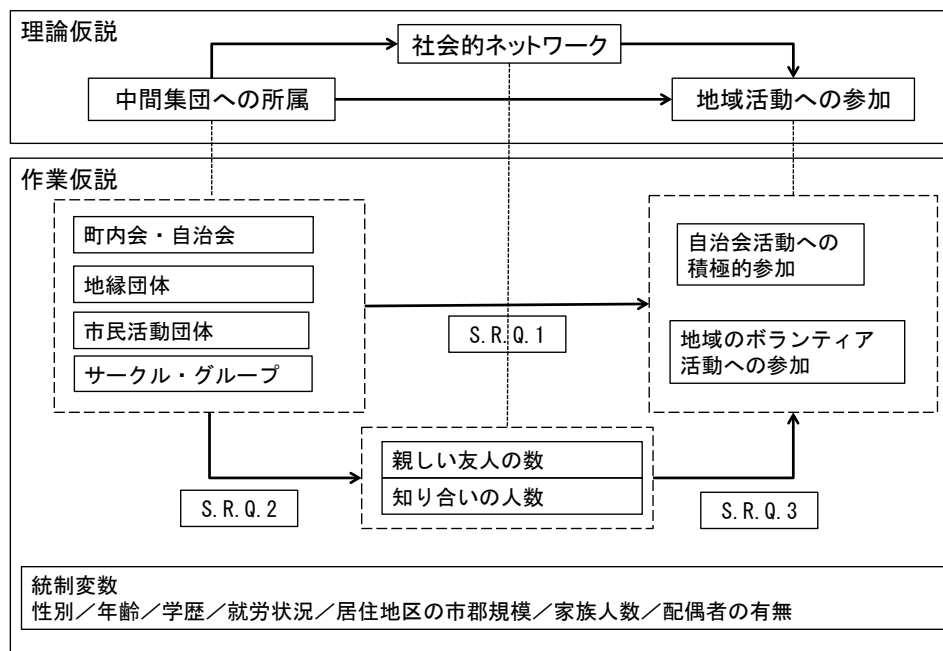 理論仮説
社会的ネットワーク
中間集団への所属
地域活動への参加
作業仮説
町内会・自治会
地縁団体
市民活動団体
サークル・グループ
自治会活動への
積極的参加
地域のボランティア
活動への参加
S.R.Q.1
親しい友人の数
知り合いの人数
S.R.Q.2
S.R.Q.3
統制変数
性別／年齢／学歴／就労状況／居住地区の市郡規模／家族人数／配偶者の有無